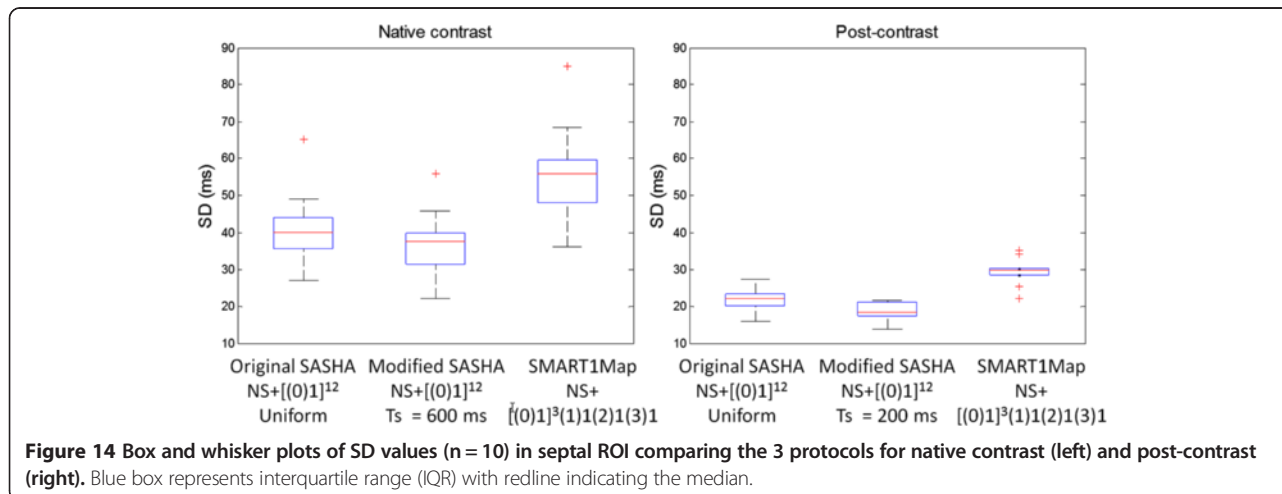 Native contrast
90
80
70
60
50
40
30
20
10
SD (ms)
Original SASHA
NS+[(0)1]¹²
Uniform
Modified SASHA
NS+[(0)1]¹²
Ts = 600 ms
SMART1Map
NS+
[(0)1]³(1)1(2)1(3)1
Post-contrast
90
80
70
60
50
40
30
20
10
SD (ms)
Original SASHA
NS+[(0)1]¹²
Uniform
Modified SASHA
NS+[(0)1]¹²
Ts = 200 ms
SMART1Map
NS+
[(0)1]³(1)1(2)1(3)1
Figure 14 Box and whisker plots of SD values (n = 10) in septal ROI comparing the 3 protocols for native contrast (left) and post-contrast
(right). Blue box represents interquartile range (IQR) with redline indicating the median.